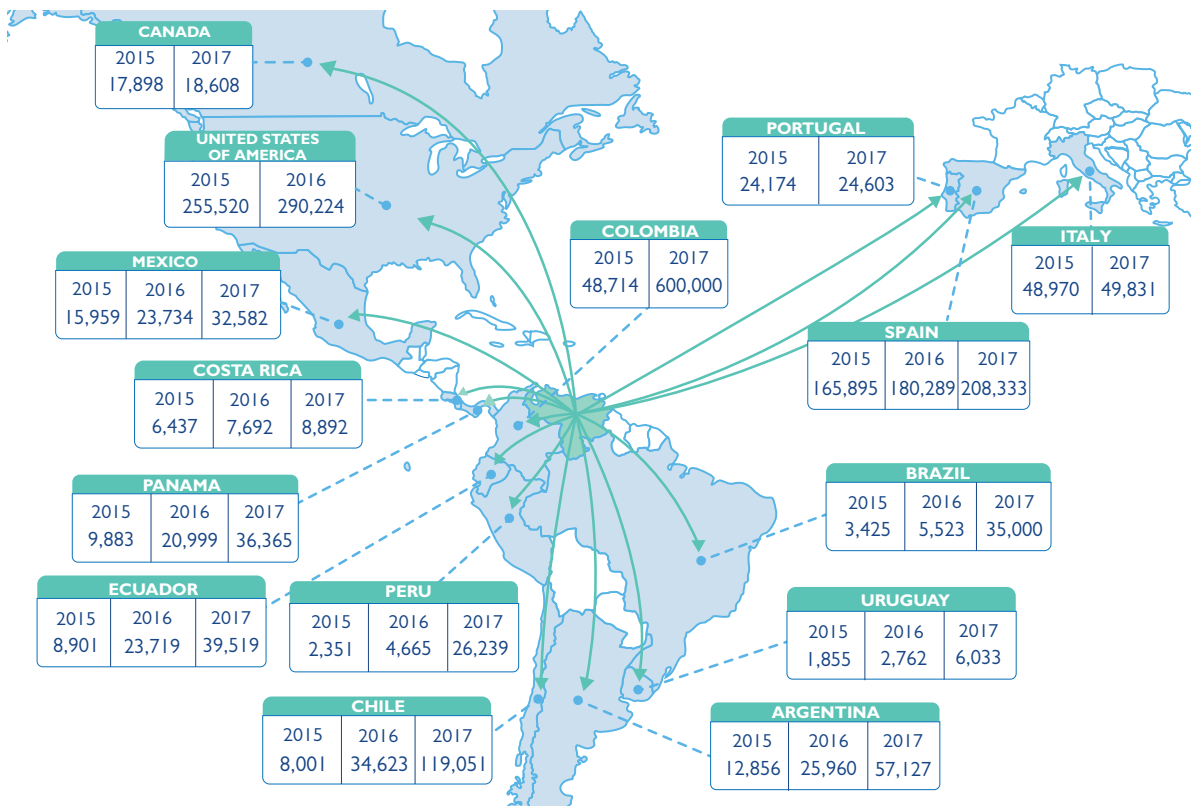 CANADA
2015 2017
17,898 18,608
UNITED STATES
OF AMERICA
2015 2016
255,520 290,224
MEXICO
2015 2016 2017
15,959 23,734 32,582
COSTA RICA
2015 2016 2017
6,437 7,692 8,892
PANAMA
2015 2016 2017
9,883 20,999 36,365
ECUADOR
2015 2016 2017
8,901 23,719 39,519
PERU
2015 2016 2017
2,351 4,665 26,239
CHILE
2015 2016 2017
8,001 34,623 119,051
COLOMBIA
2015 2017
48,714 600,000
PORTUGAL
2015 2017
24,174 24,603
ITALY
2015 2017
48,970 49,831
SPAIN
2015 2016 2017
165,895 180,289 208,333
BRAZIL
2015 2016 2017
3,425 5,523 35,000
URUGUAY
2015 2016 2017
1,855 2,762 6,033
ARGENTINA
2015 2016 2017
12,856 25,960 57,127